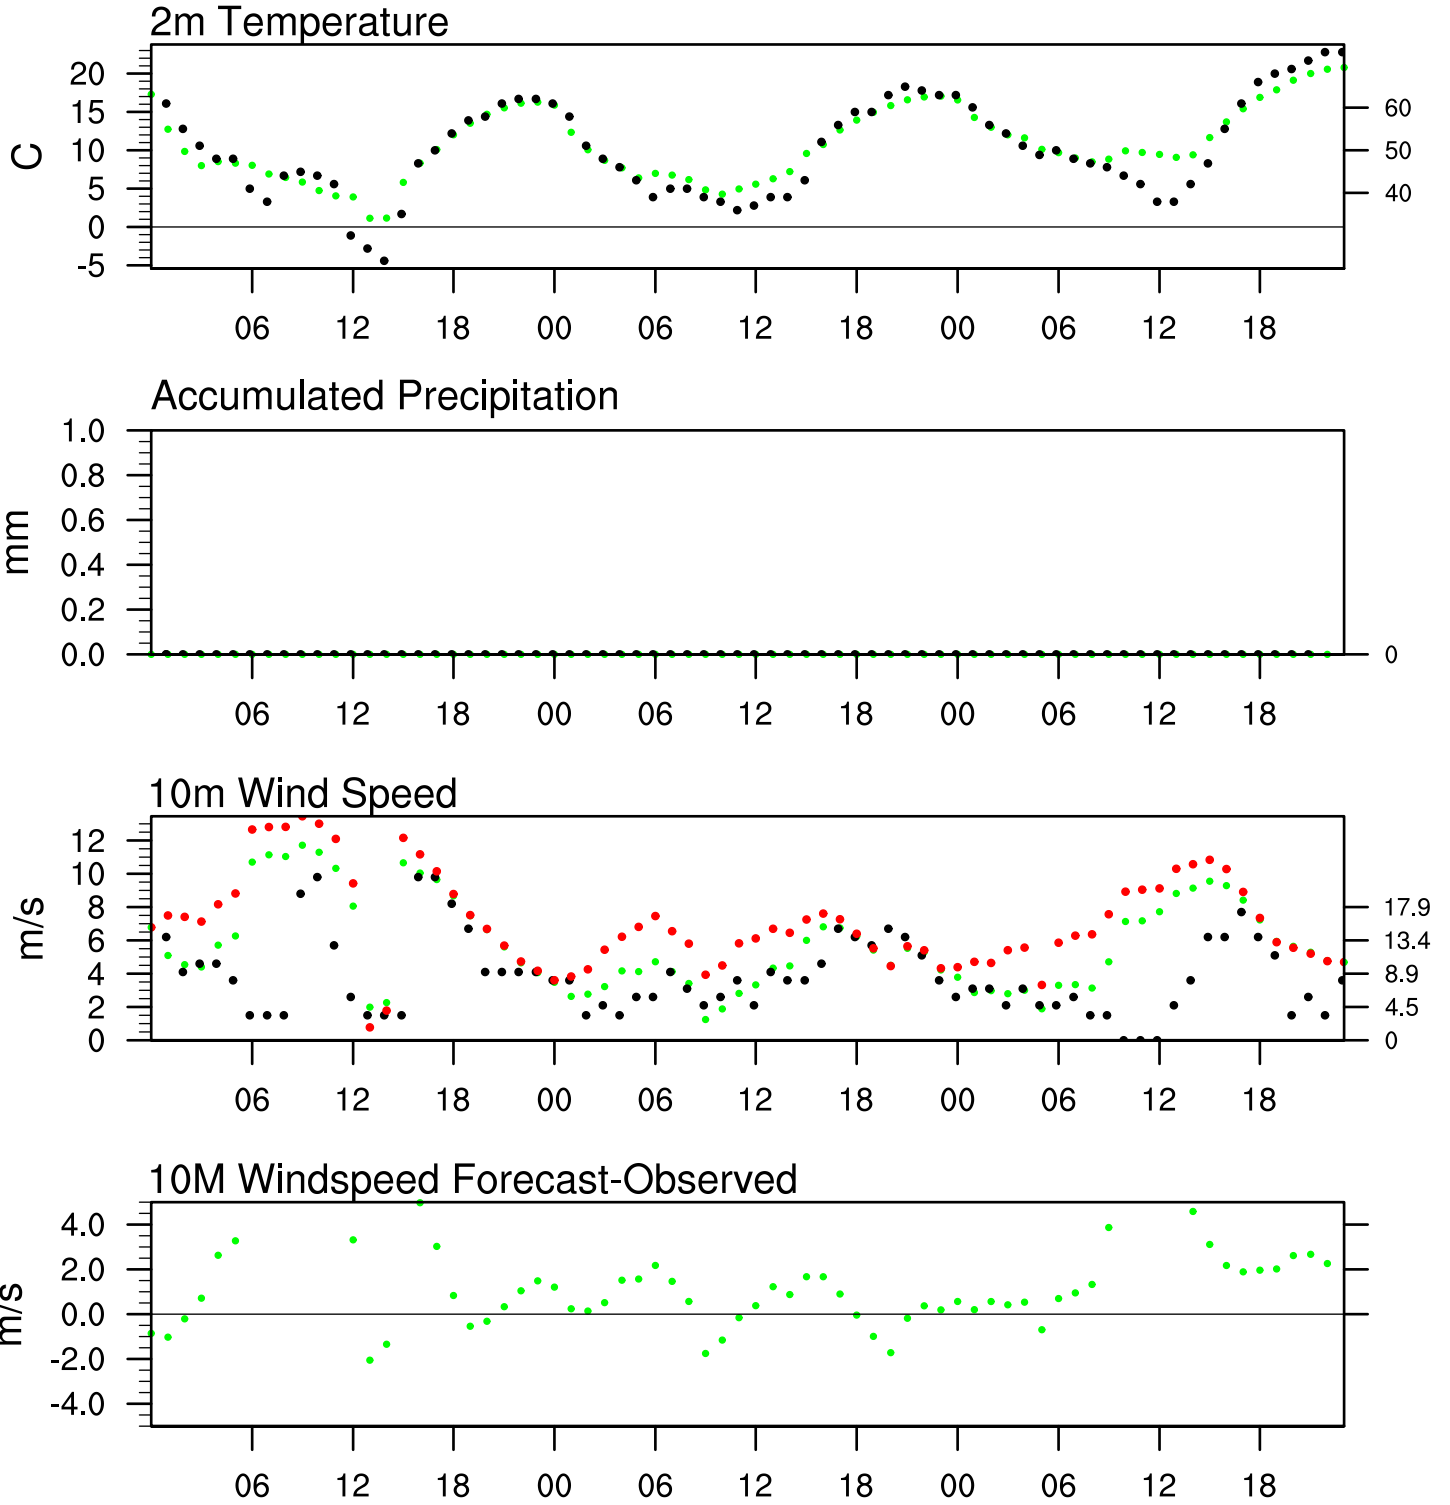 2m Temperature
20
15
10
5
0
-5
C
60
50
40
06 12 18 00 06 12 18 00 06 12 18
Accumulated Precipitation
1.0
0.8
0.6
0.4
0.2
0.0
mm
0
06 12 18 00 06 12 18 00 06 12 18
10m Wind Speed
12
10
8
6
4
2
0
m/s
17.9
13.4
8.9
4.5
0
06 12 18 00 06 12 18 00 06 12 18
10M Windspeed Forecast-Observed
4.0
2.0
0.0
-2.0
-4.0
m/s
06 12 18 00 06 12 18 00 06 12 18